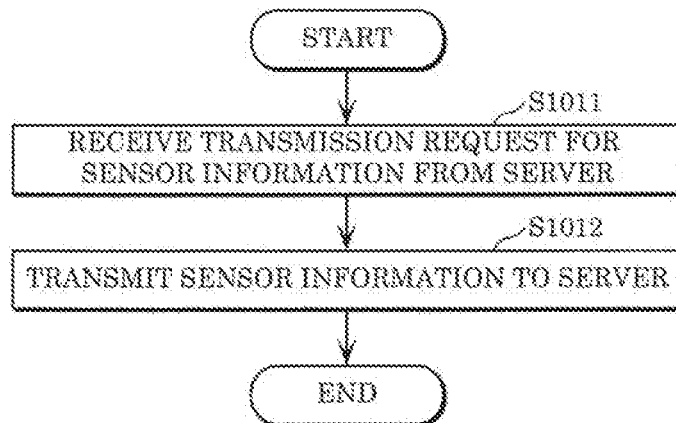 START
S1011
RECEIVE TRANSMISSION REQUEST FOR
SENSOR INFORMATION FROM SERVER
S1012
TRANSMIT SENSOR INFORMATION TO SERVER
END